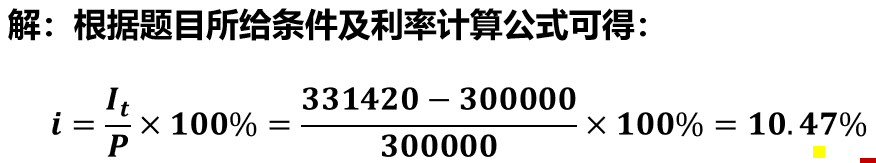 解：根据题目所给条件及利率计算公式可得：
i = I_t/P × 100% = (331420 − 300000)/300000 × 100% = 10.47%